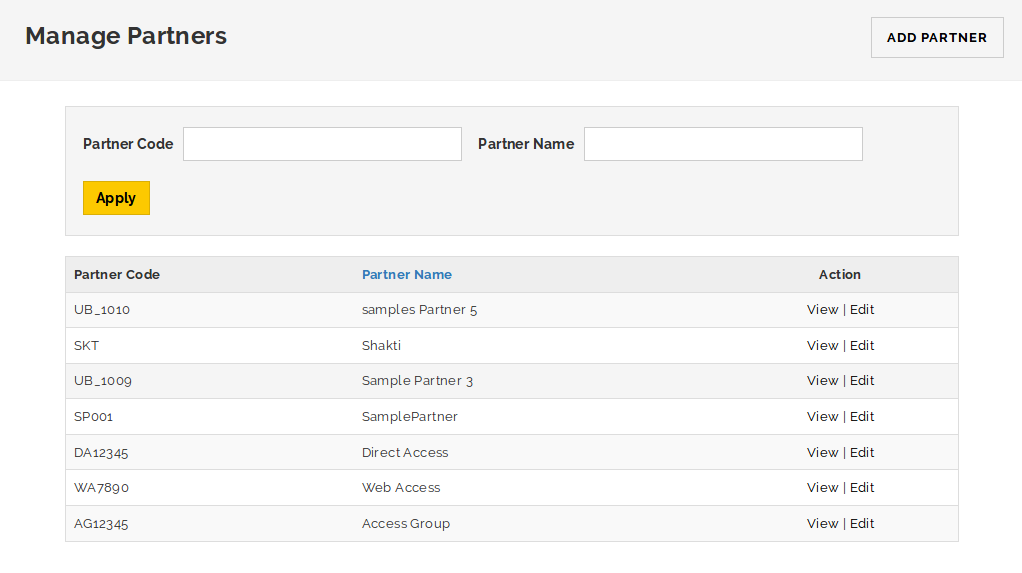 Manage Partners
ADD PARTNER
Partner Code Partner Name
Apply
Partner Code Partner Name Action
UB_1010 samples Partner 5 View | Edit
SKT Shakti View | Edit
UB_1009 Sample Partner 3 View | Edit
SP001 SamplePartner View | Edit
DA12345 Direct Access View | Edit
WA7890 Web Access View | Edit
AG12345 Access Group View | Edit